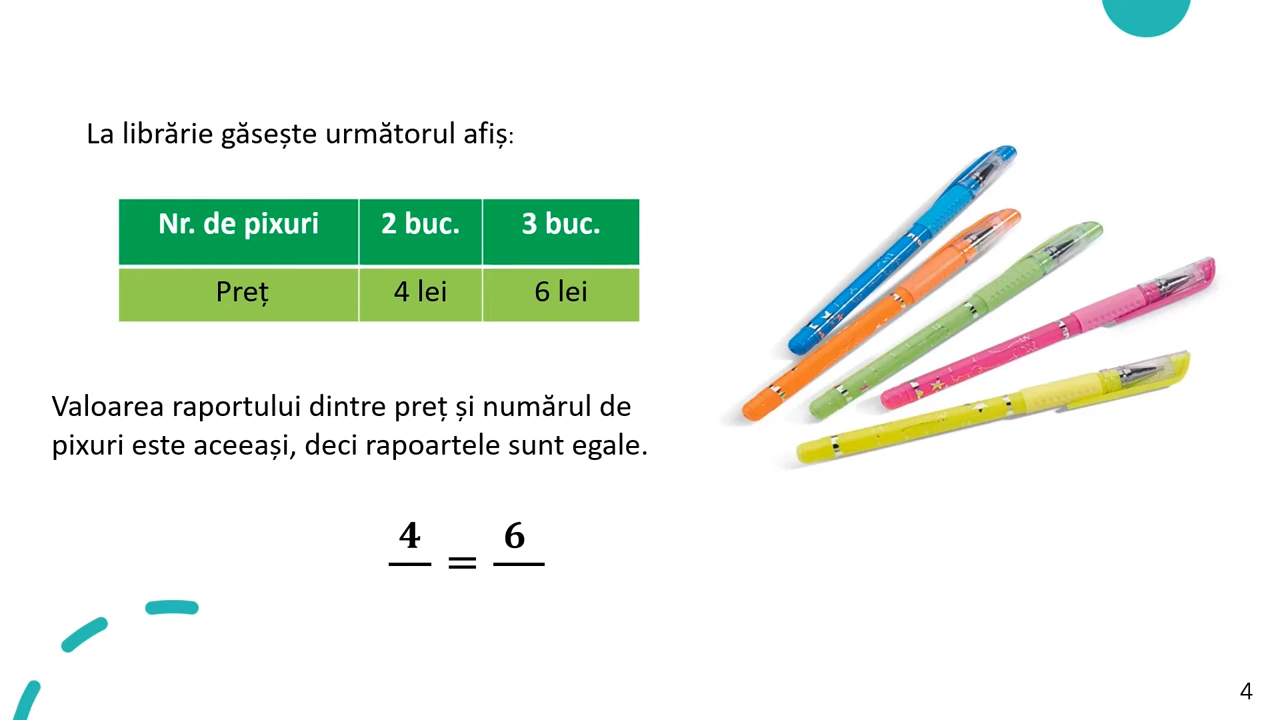 La librărie găsește următorul afiș:
Nr. de pixuri 2 buc. 3 buc.
Preț 4 lei 6 lei
Valoarea raportului dintre preț și numărul de
pixuri este aceeași, deci rapoartele sunt egale.
4 = 6
4